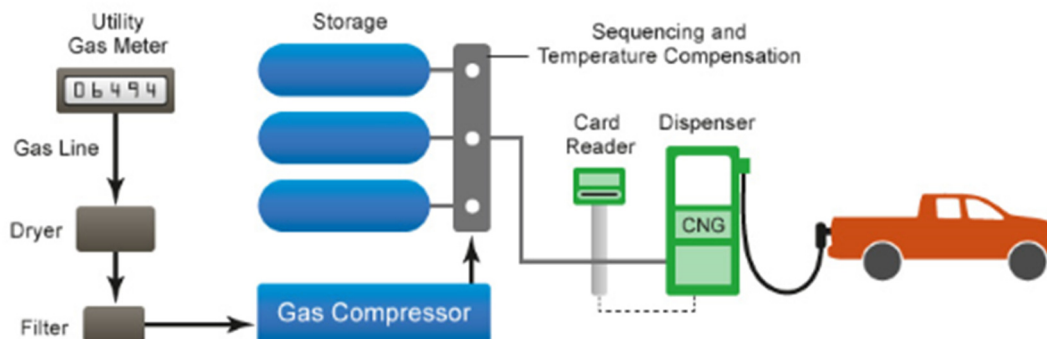 Utility
Gas Meter
06494
Gas Line
Dryer
Filter
Storage
Gas Compressor
Sequencing and
Temperature Compensation
Card
Reader
Dispenser
CNG